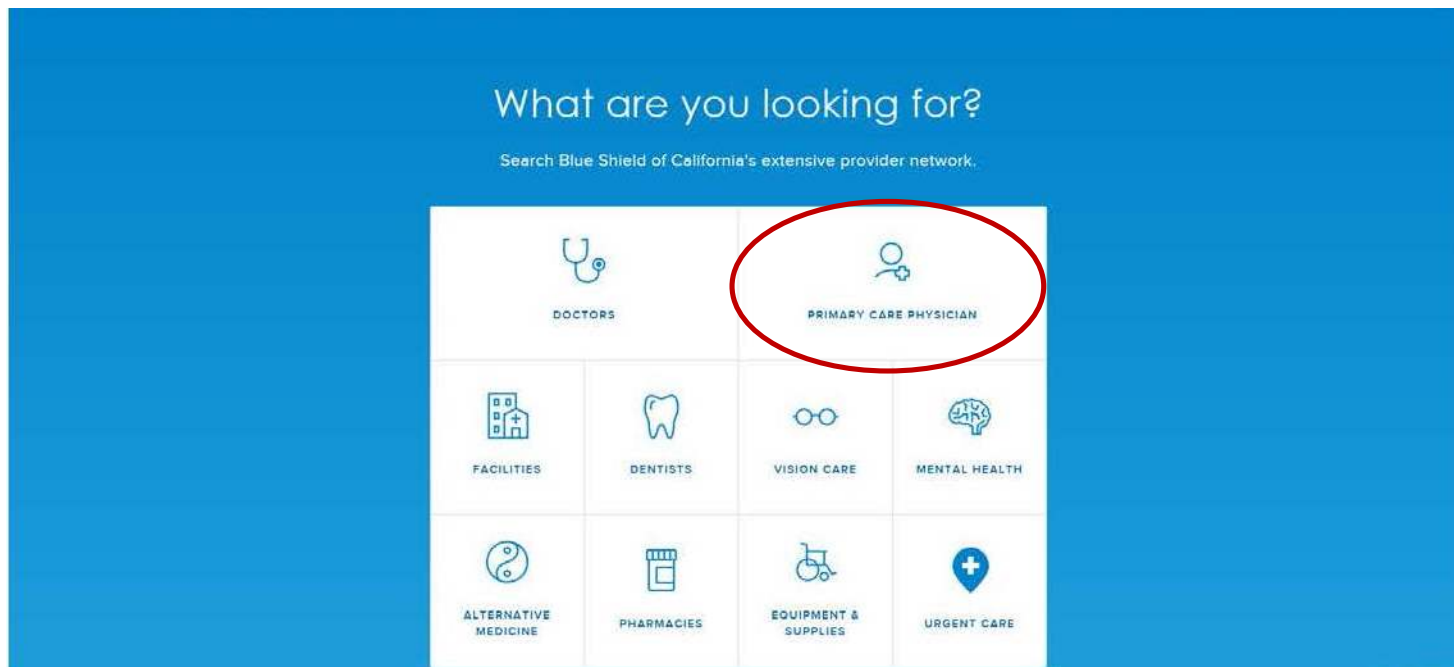 What are you looking for?
Search Blue Shield of California's extensive provider network.
DOCTORS
PRIMARY CARE PHYSICIAN
FACILITIES
DENTISTS
VISION CARE
MENTAL HEALTH
ALTERNATIVE
MEDICINE
PHARMACIES
EQUIPMENT &
SUPPLIES
URGENT CARE